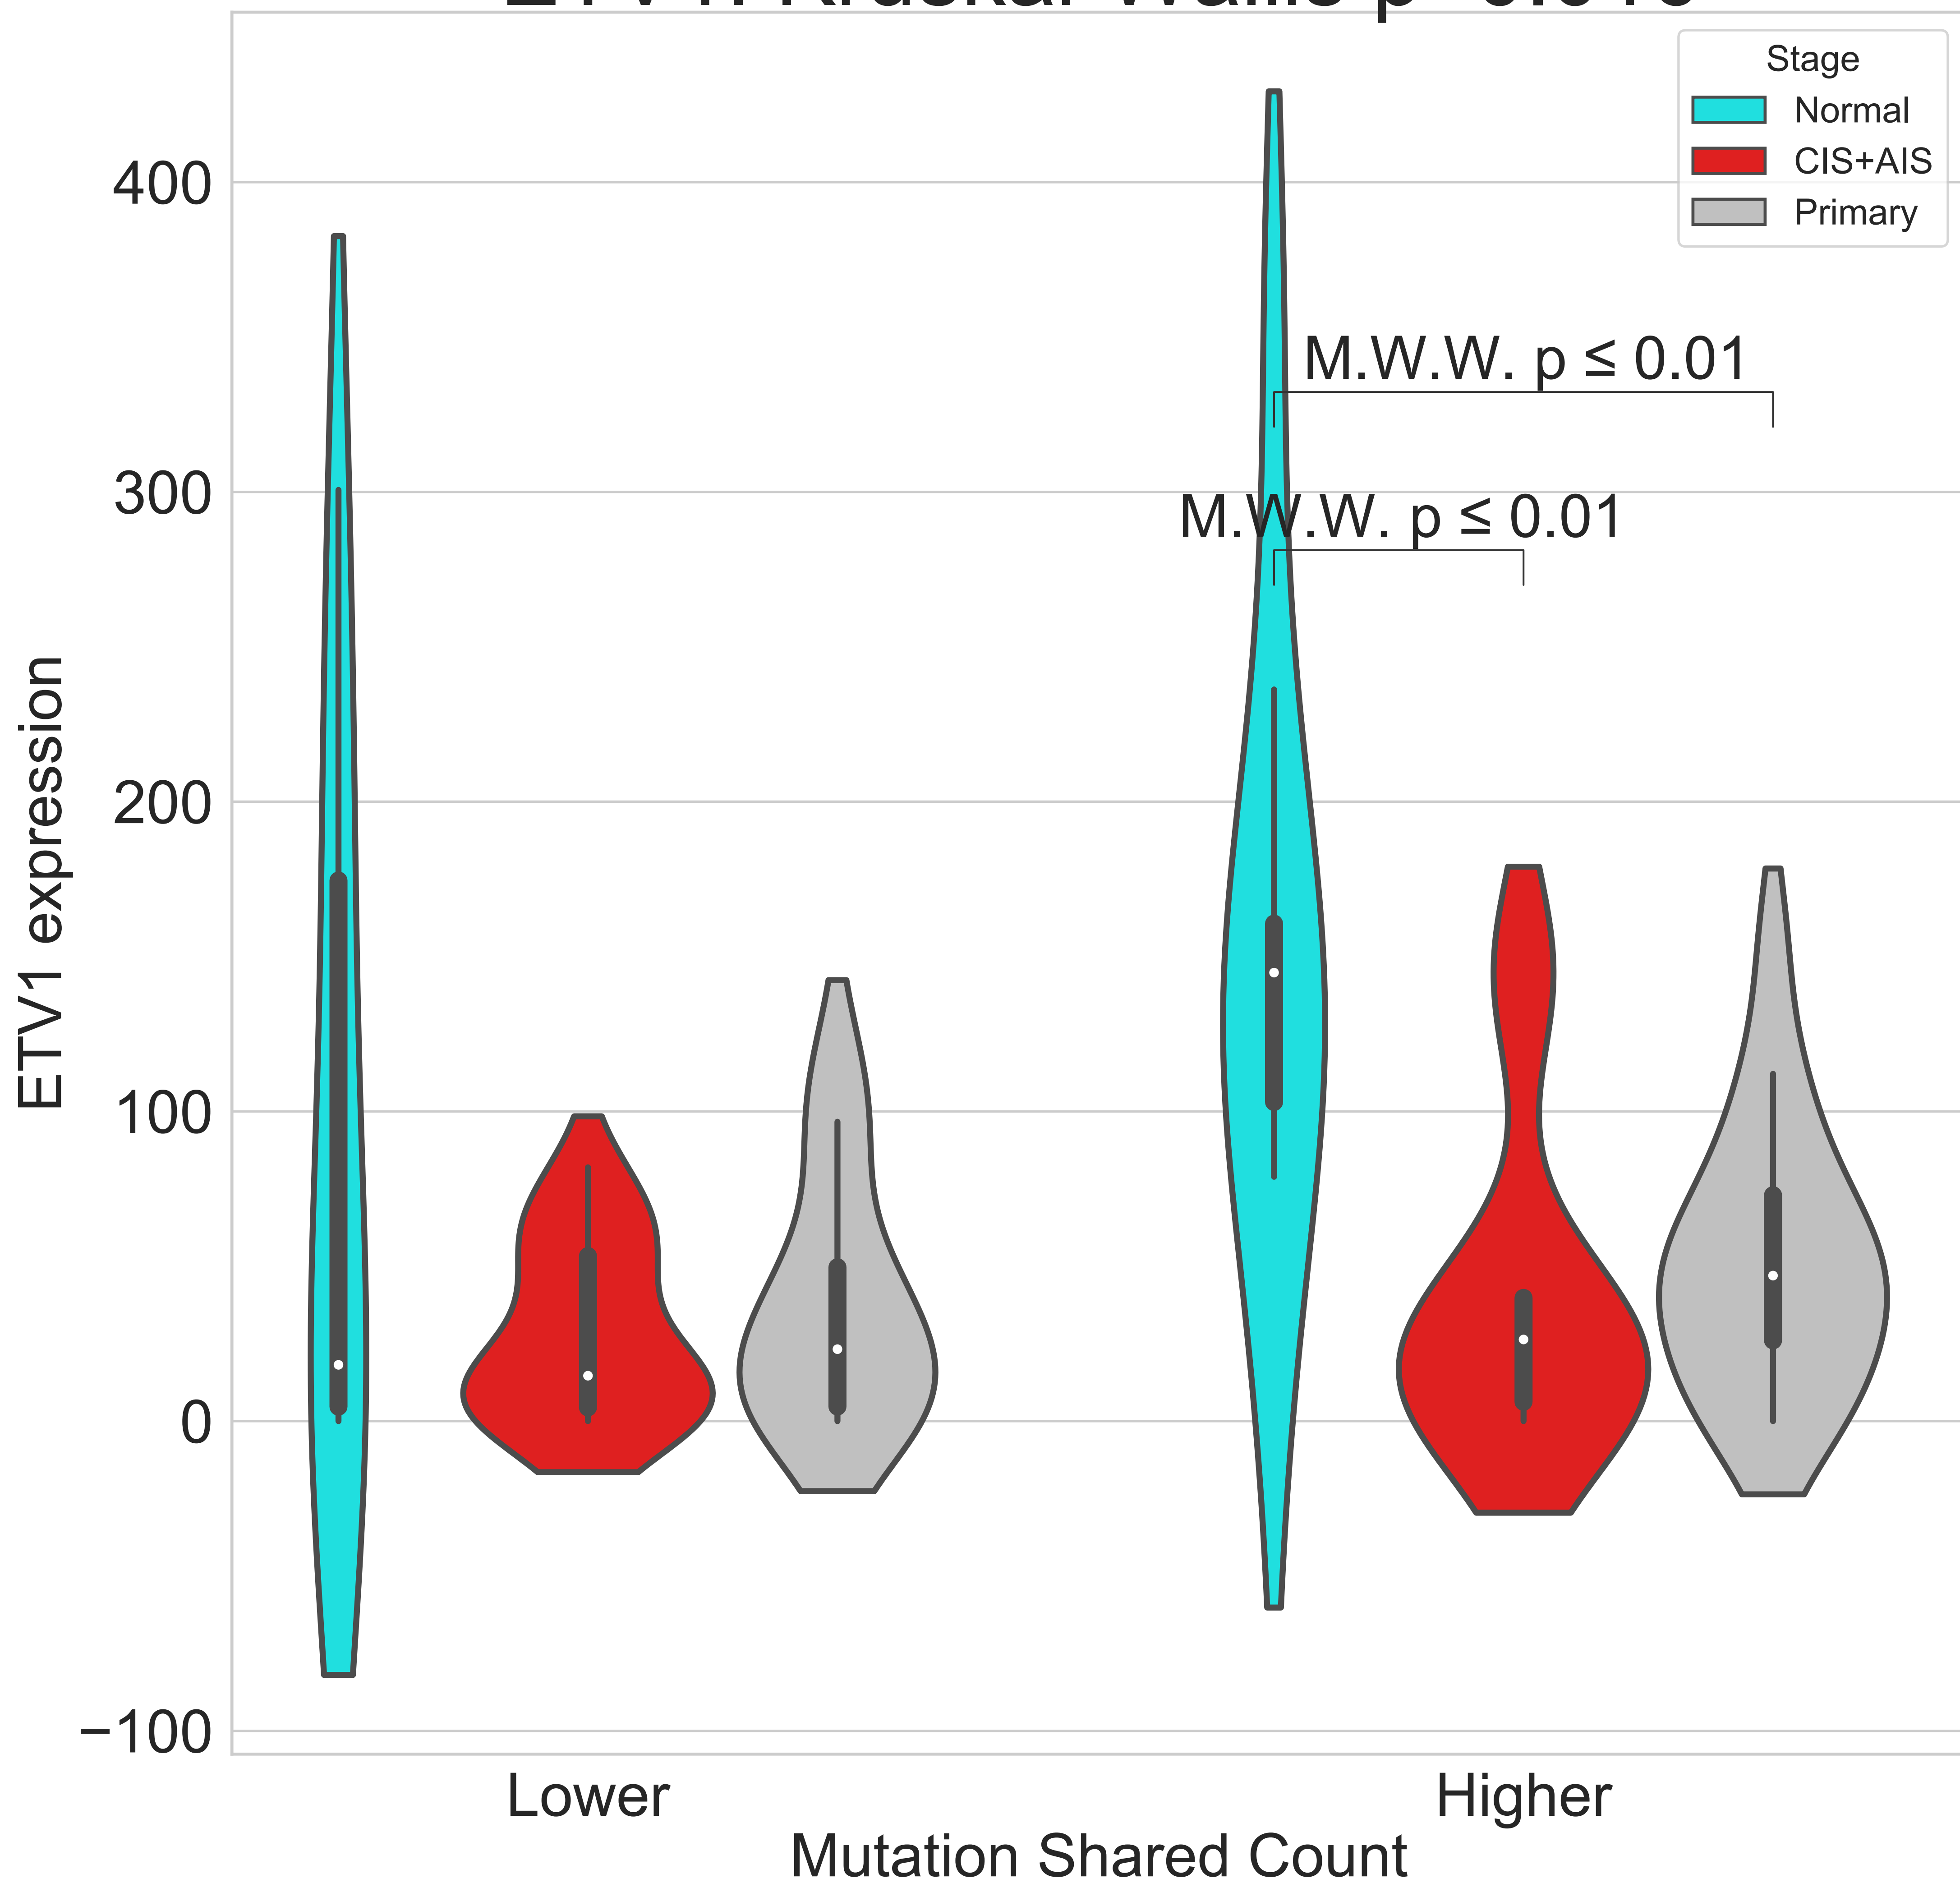 Stage
Normal
CIS+AIS
Primary
400
300
200
100
0
−100
ETV1 expression
M.W.W. p ≤ 0.01
M.W.W. p ≤ 0.01
Lower
Higher
Mutation Shared Count